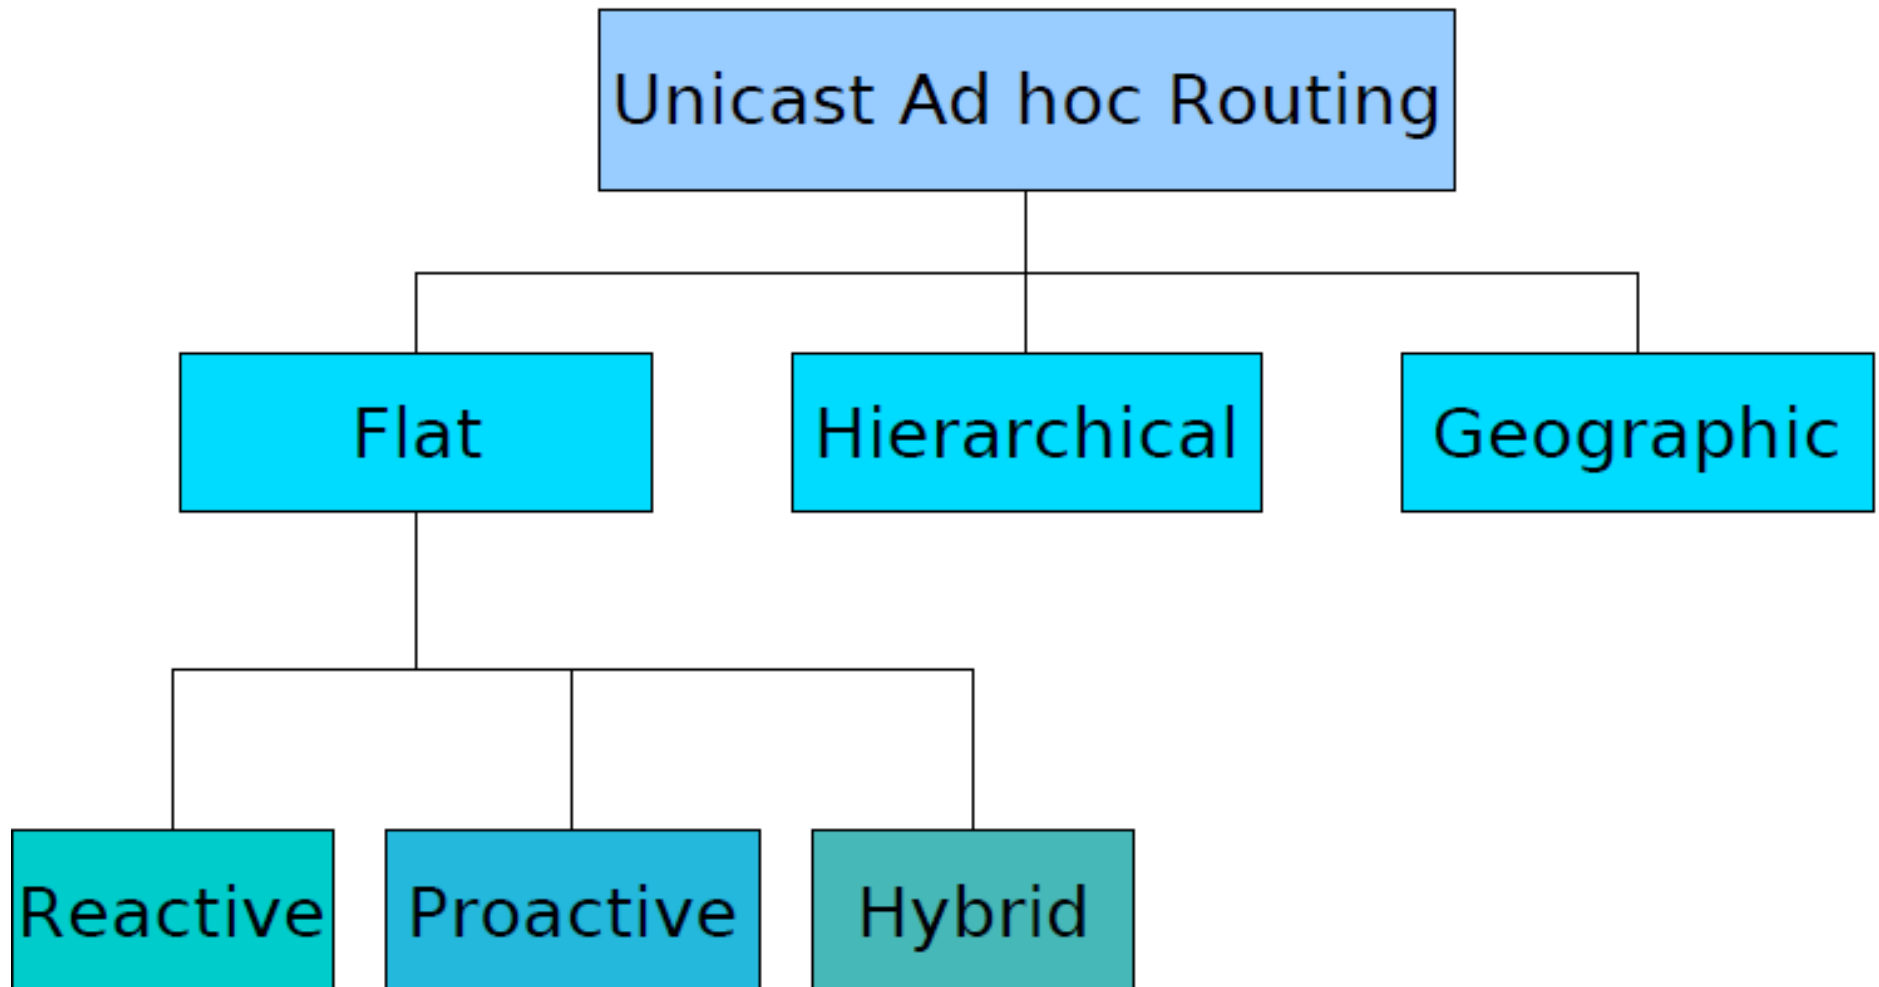 Unicast Ad hoc Routing
Flat
Hierarchical
Geographic
Reactive
Proactive
Hybrid